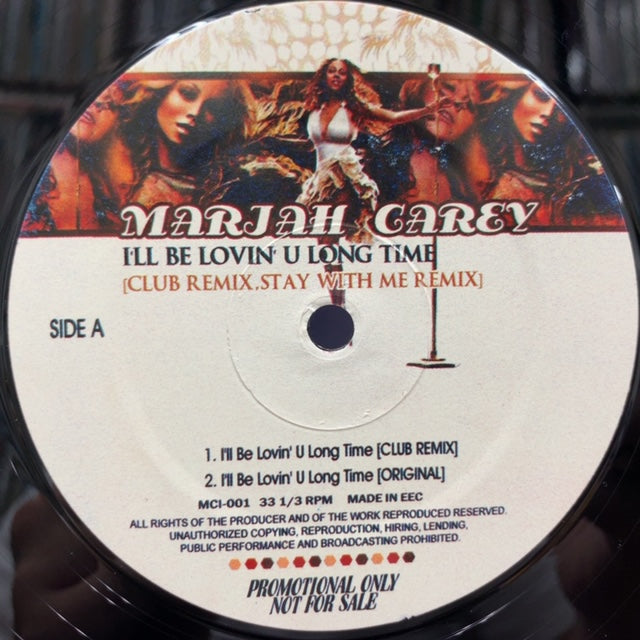 MARIAH CAREY
I'LL BE LOVIN' U LONG TIME
[CLUB REMIX,STAY WITH ME REMIX]
SIDE A
1. I'll Be Lovin' U Long Time [CLUB REMIX]
2. I'll Be Lovin' U Long Time [ORIGINAL]
MCI-001 33 1/3 RPM MADE IN EEC
ALL RIGHTS OF THE PRODUCER AND OF THE WORK REPRODUCED RESERVED.
UNAUTHORIZED COPYING, REPRODUCTION, HIRING, LENDING,
PUBLIC PERFORMANCE AND BROADCASTING PROHIBITED.
PROMOTIONAL ONLY
NOT FOR SALE